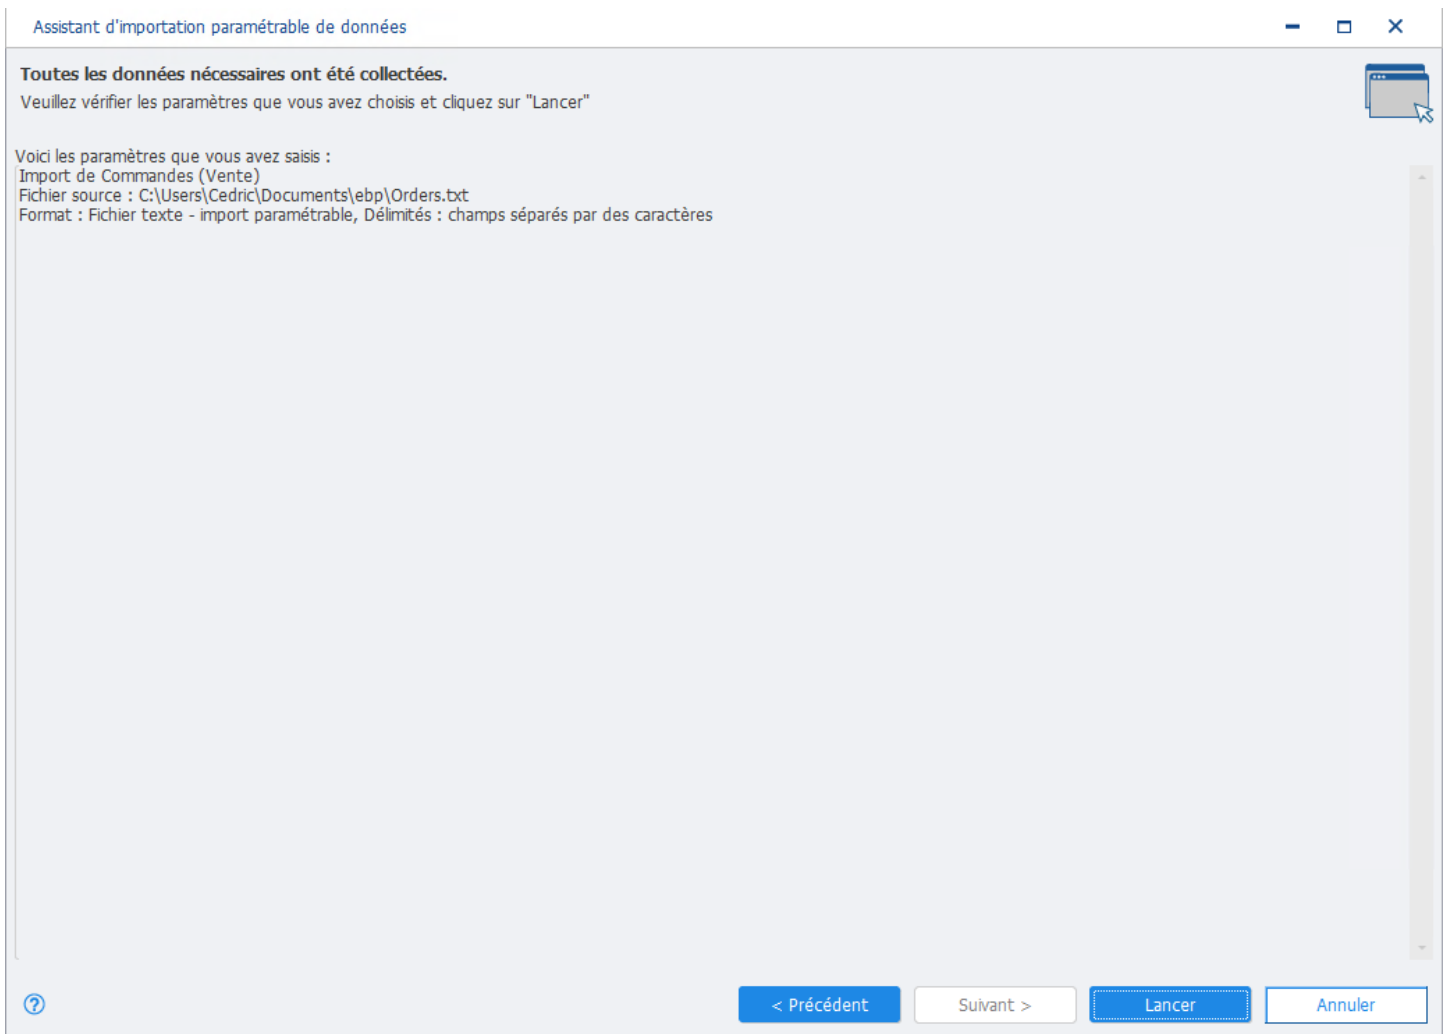 Assistant d'importation paramétrable de données
Toutes les données nécessaires ont été collectées.
Veuillez vérifier les paramètres que vous avez choisis et cliquez sur "Lancer"
Voici les paramètres que vous avez saisis :
Import de Commandes (Vente)
Fichier source : C:\Users\Cedric\Documents\ebp\Orders.txt
Format : Fichier texte - import paramétrable, Délimités : champs séparés par des caractères
?
< Précédent
Suivant >
Lancer
Annuler